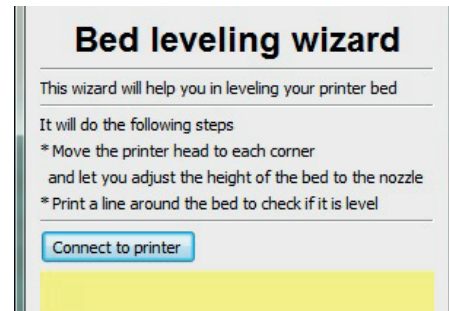 Bed leveling wizard
This wizard will help you in leveling your printer bed
It will do the following steps
* Move the printer head to each corner
and let you adjust the height of the bed to the nozzle
* Print a line around the bed to check if it is level
Connect to printer